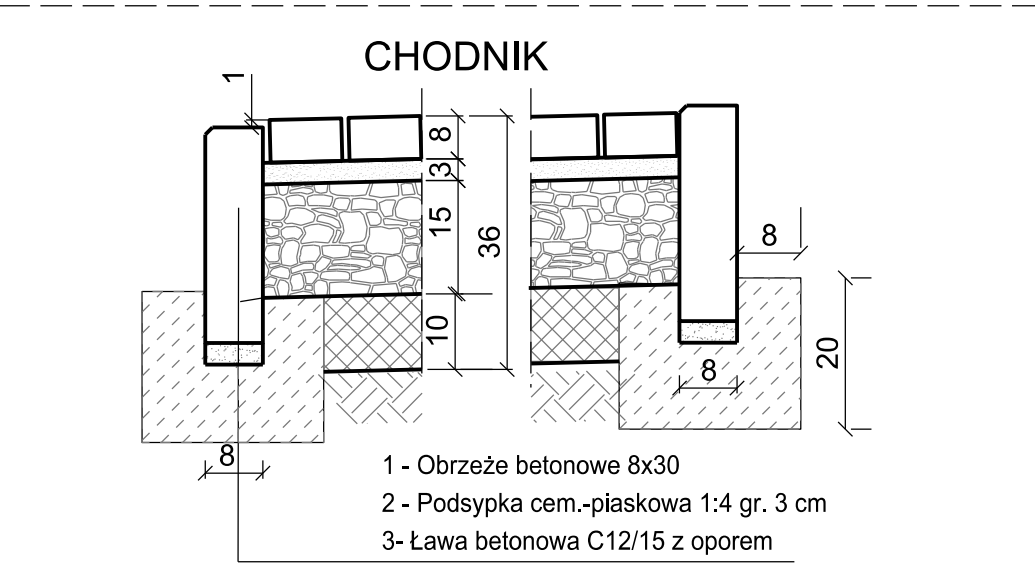 CHODNIK
1
8
3
15
36
10
8
20
8
8
1 - Obrzeże betonowe 8x30
2 - Podsypka cem.-piaskowa 1:4 gr. 3 cm
3- Ława betonowa C12/15 z oporem